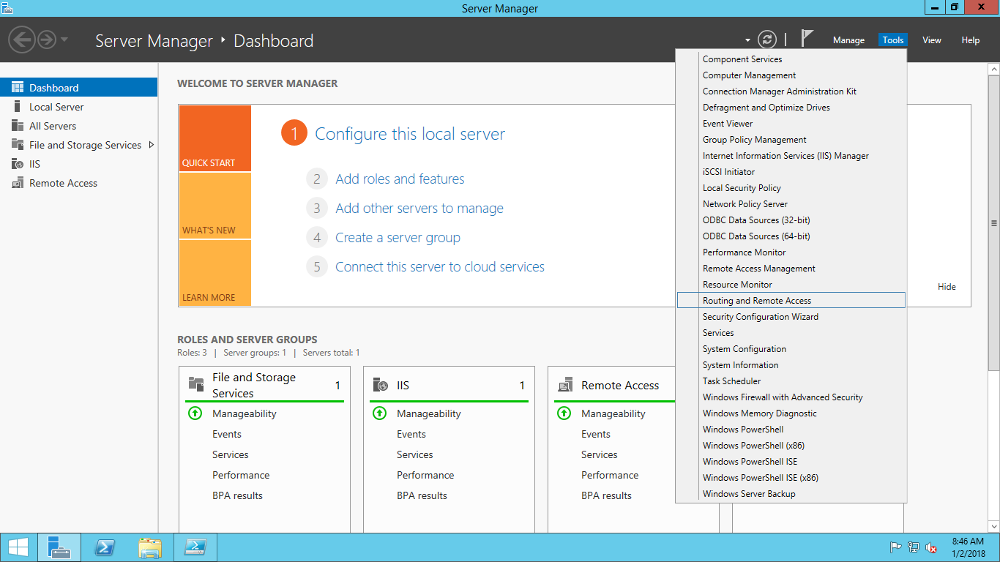 Server Manager
Server Manager ‣ Dashboard
Manage
Tools
View
Help
Dashboard
Local Server
All Servers
File and Storage Services
IIS
Remote Access
WELCOME TO SERVER MANAGER
QUICK START
WHAT'S NEW
LEARN MORE
1 Configure this local server
2 Add roles and features
3 Add other servers to manage
4 Create a server group
5 Connect this server to cloud services
Hide
ROLES AND SERVER GROUPS
Roles: 3 | Server groups: 1 | Servers total: 1
File and Storage
Services
1
Manageability
Events
Services
Performance
BPA results
IIS
1
Manageability
Events
Services
Performance
BPA results
Remote Access
Manageability
Events
Services
Performance
BPA results
Component Services
Computer Management
Connection Manager Administration Kit
Defragment and Optimize Drives
Event Viewer
Group Policy Management
Internet Information Services (IIS) Manager
iSCSI Initiator
Local Security Policy
Network Policy Server
ODBC Data Sources (32-bit)
ODBC Data Sources (64-bit)
Performance Monitor
Remote Access Management
Resource Monitor
Routing and Remote Access
Security Configuration Wizard
Services
System Configuration
System Information
Task Scheduler
Windows Firewall with Advanced Security
Windows Memory Diagnostic
Windows PowerShell
Windows PowerShell (x86)
Windows PowerShell ISE
Windows PowerShell ISE (x86)
Windows Server Backup
8:46 AM
1/2/2018